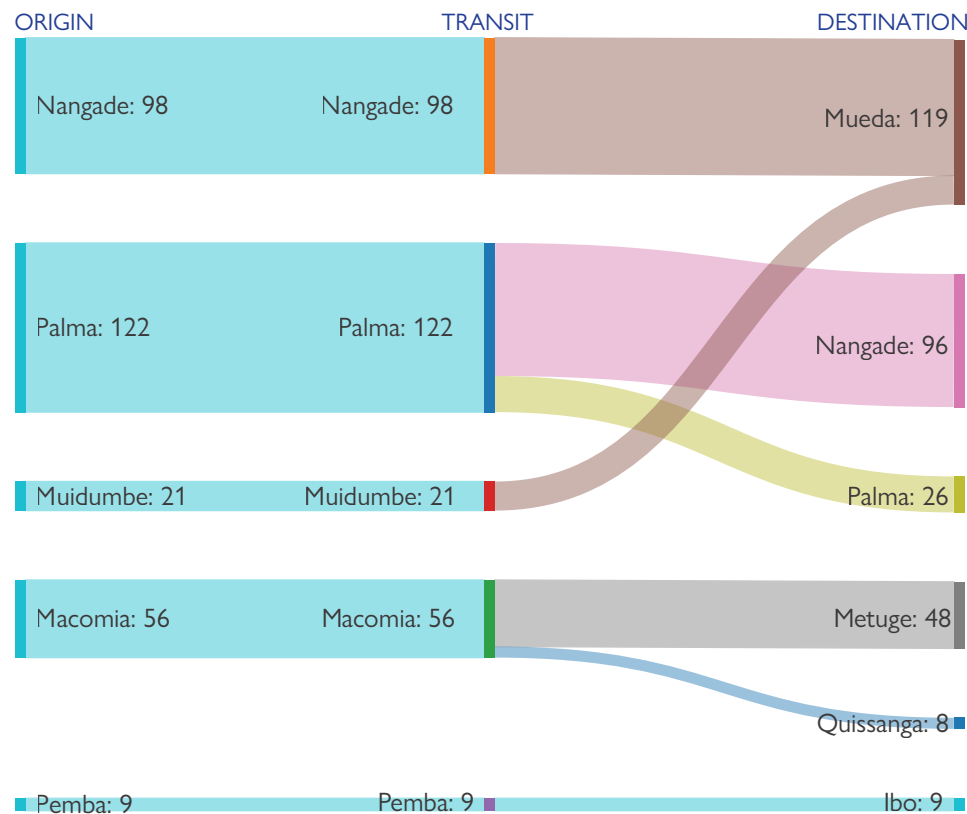 ORIGIN TRANSIT DESTINATION
Nangade: 98 Nangade: 98 Mueda: 119
Palma: 122 Palma: 122 Nangade: 96
Muidumbe: 21 Muidumbe: 21 Palma: 26
Macomia: 56 Macomia: 56 Metuge: 48
Quissanga: 8
Pemba: 9 Pemba: 9 Ibo: 9